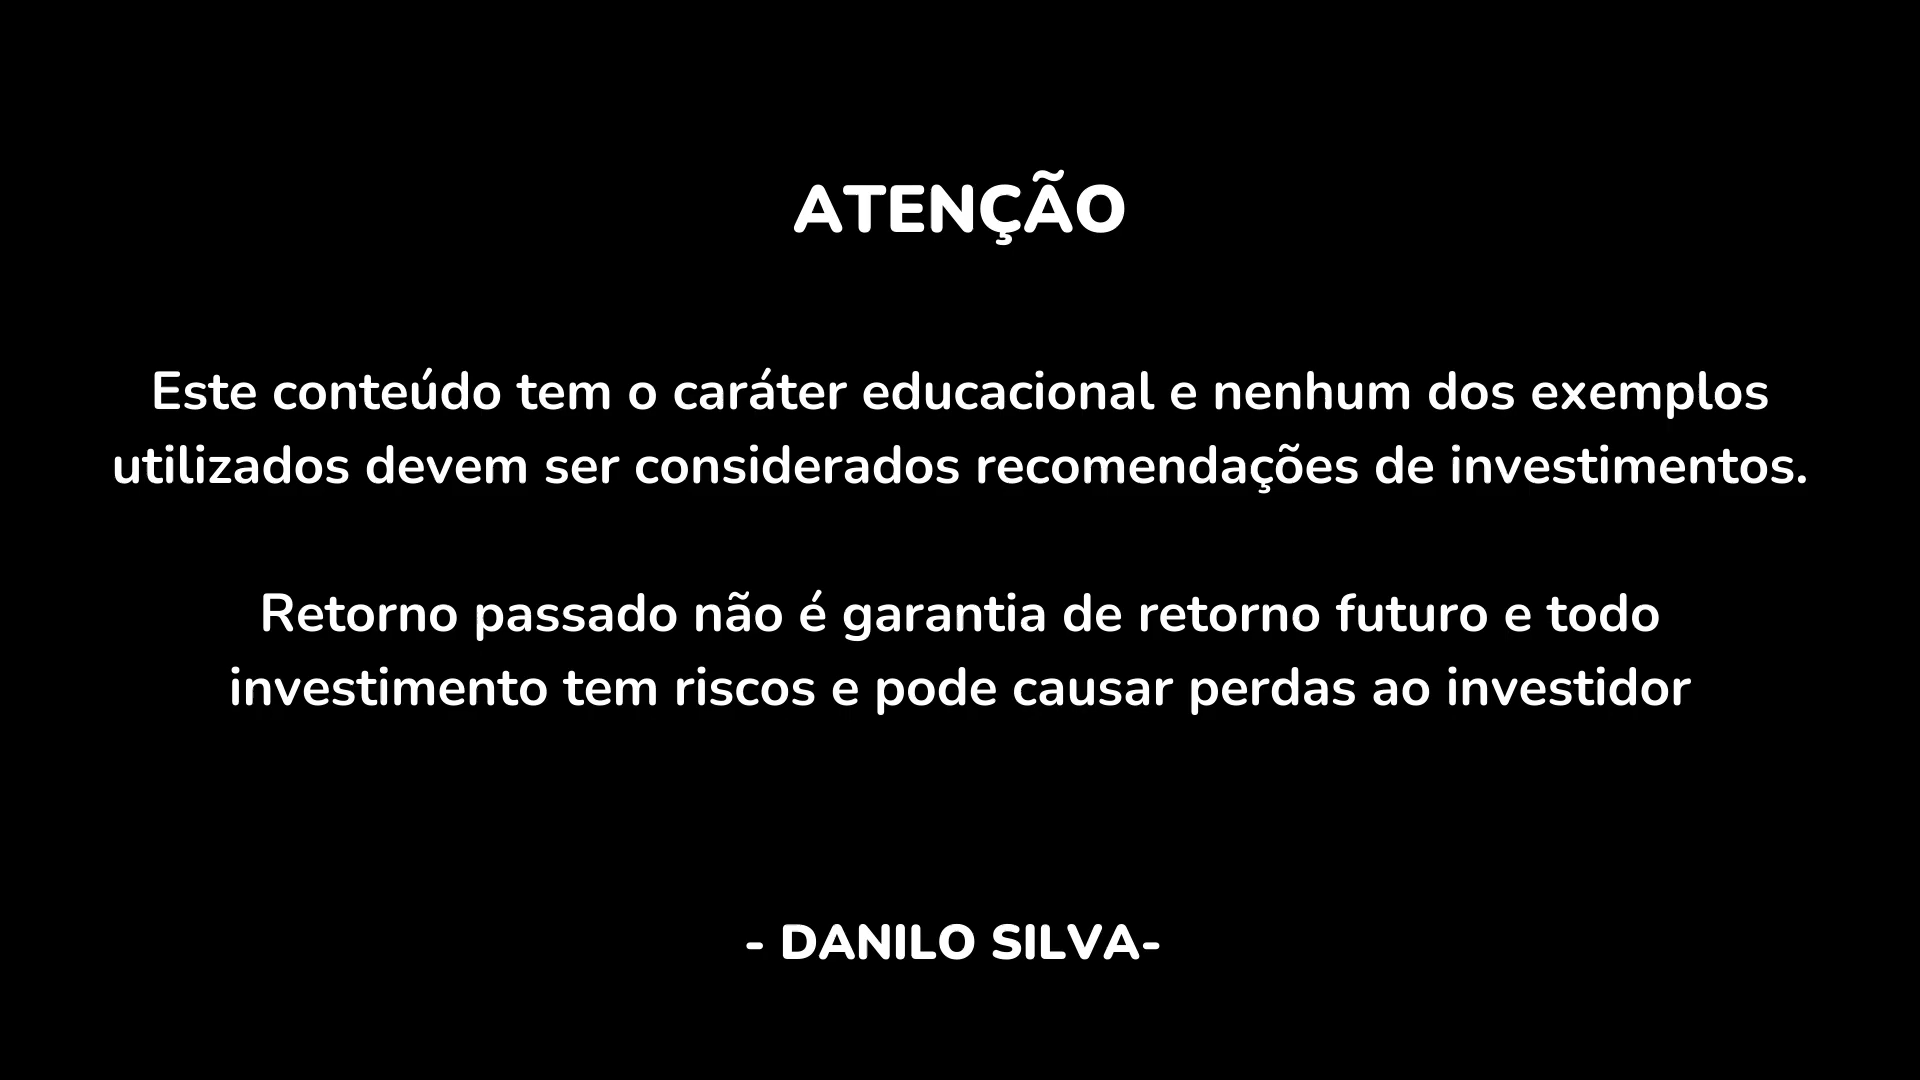 ATENÇÃO
Este conteúdo tem o caráter educacional e nenhum dos exemplos
utilizados devem ser considerados recomendações de investimentos.
Retorno passado não é garantia de retorno futuro e todo
investimento tem riscos e pode causar perdas ao investidor
- DANILO SILVA-